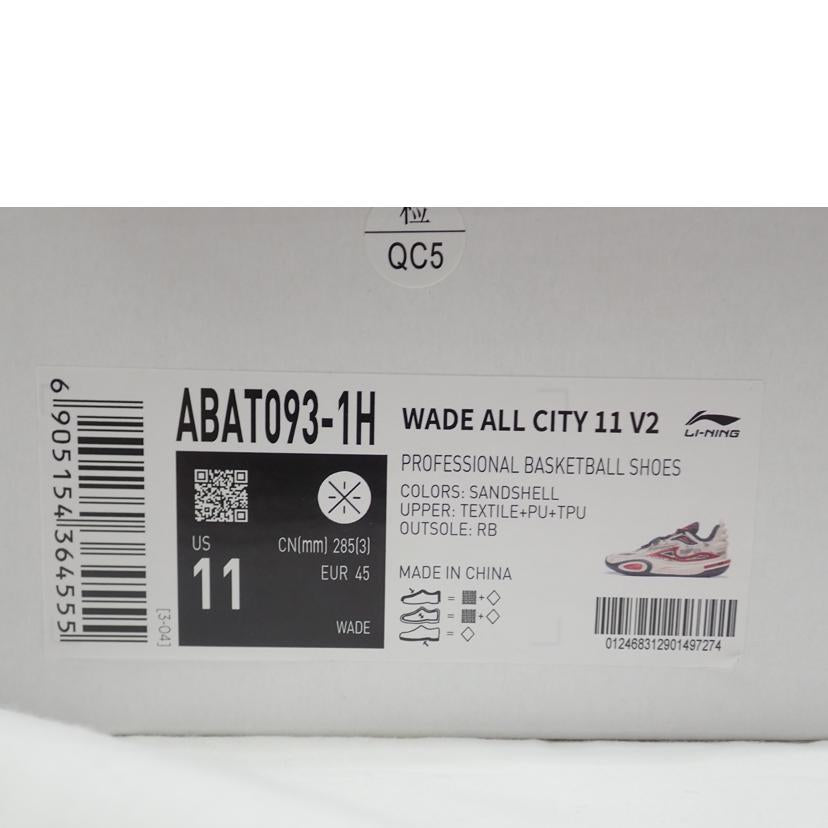 位
QC5
6 905154 364555
[3-04]
ABAT093-1H
US
11
CN(mm) 285(3)
EUR 45
WADE
WADE ALL CITY 11 V2
LI-NING
PROFESSIONAL BASKETBALL SHOES
COLORS: SANDSHELL
UPPER: TEXTILE+PU+TPU
OUTSOLE: RB
MADE IN CHINA
012468312901497274